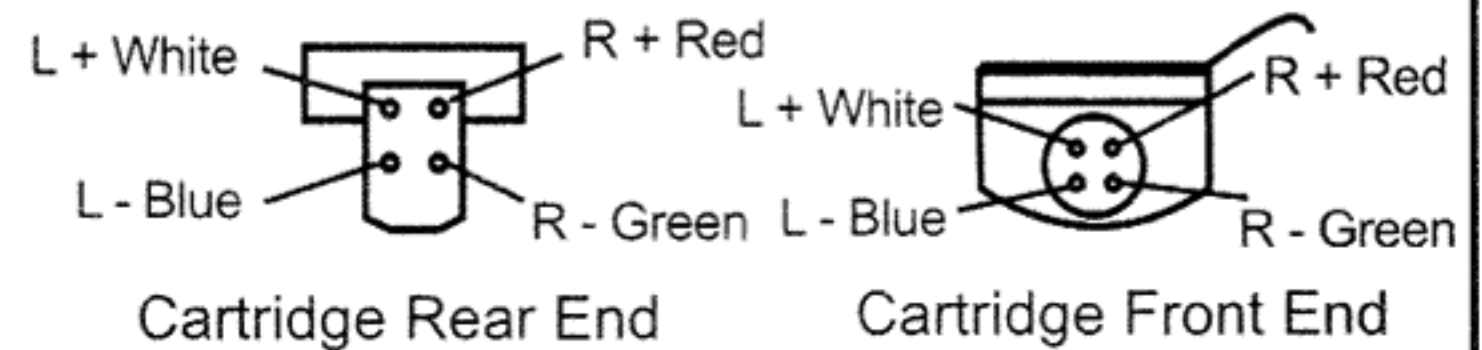 L + White
R + Red
L - Blue
R - Green
Cartridge Rear End
L + White
R + Red
L - Blue
R - Green
Cartridge Front End